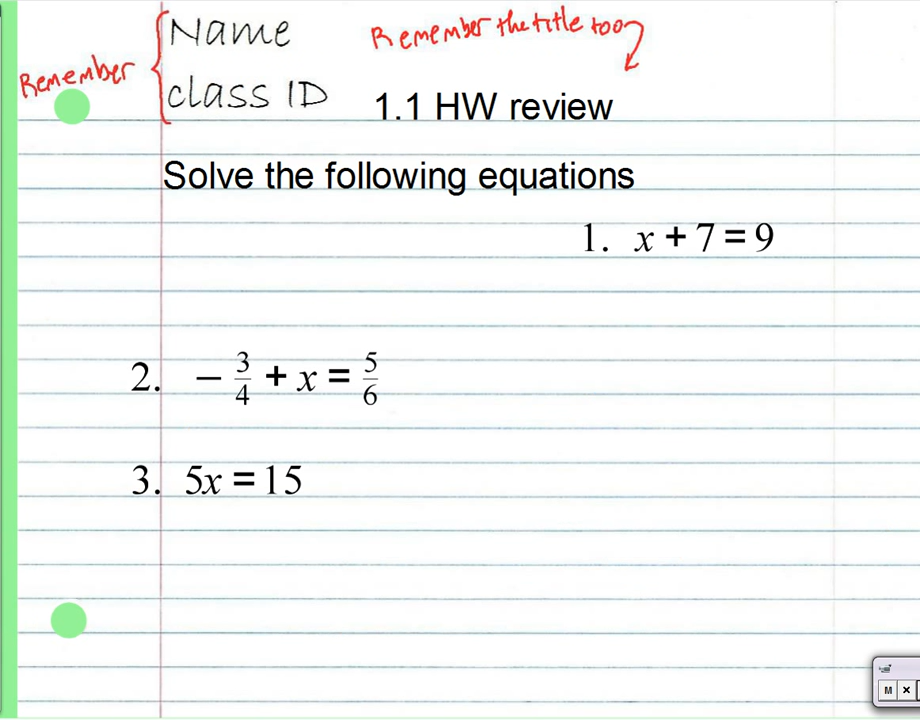 Name
Remember the title too
Remember
class ID
1.1 HW review
Solve the following equations
1. x + 7 = 9
2. − 3/4 + x = 5/6
3. 5x = 15
M ×